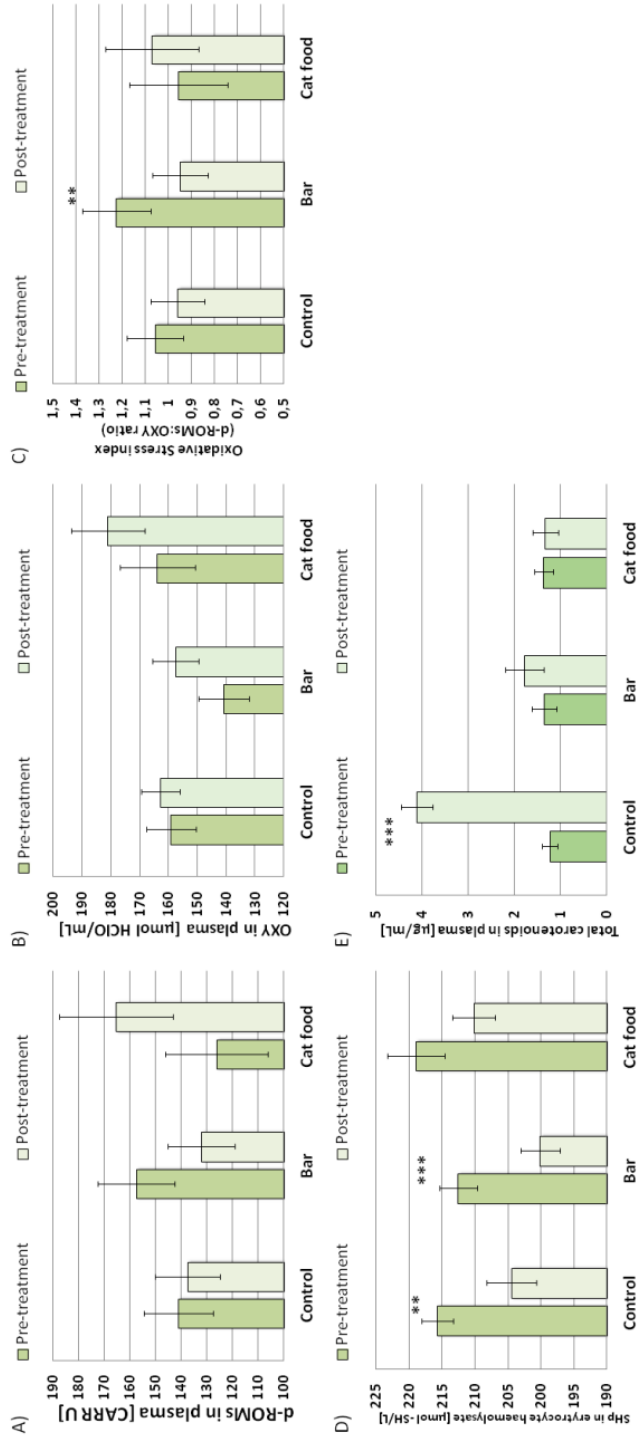 A)
Pre-treatment Post-treatment
d-ROMs in plasma [CARR U]
190
180
170
160
150
140
130
120
110
100
Control Bar Cat food
B)
Pre-treatment Post-treatment
OXY in plasma [µmol HClO/mL]
200
190
180
170
160
150
140
130
120
Control Bar Cat food
C)
Pre-treatment Post-treatment
Oxidative Stress index
(d-ROMs:OXY ratio)
1,5
1,4
1,3
1,2
1,1
1
0,9
0,8
0,7
0,6
0,5
**
Control Bar Cat food
D)
Pre-treatment Post-treatment
SHp in erytrocyte haemolysate [µmol -SH/L]
225
220
215
210
205
200
195
190
** ***
Control Bar Cat food
E)
Pre-treatment Post-treatment
Total carotenoids in plasma [µg/mL]
5
4
3
2
1
0
***
Control Bar Cat food